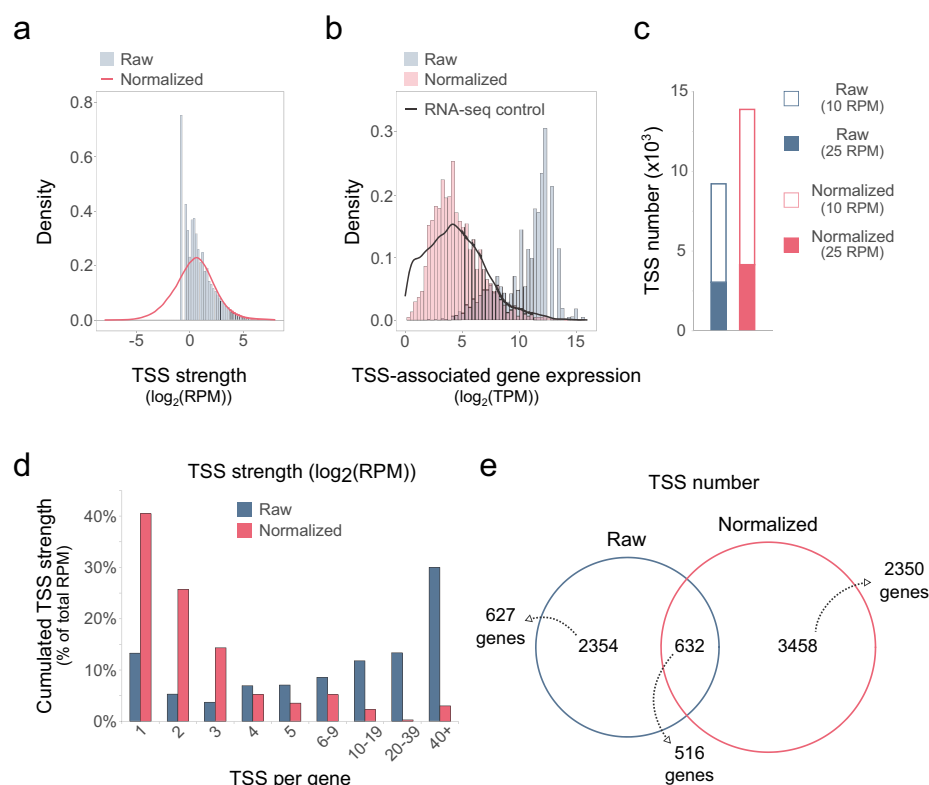 a
Raw
Normalized
0.8
0.6
0.4
0.2
0.0
Density
-5
0
5
TSS strength
(log2(RPM))
b
Raw
Normalized
RNA-seq control
0.3
0.2
0.1
0.0
Density
0
5
10
15
TSS-associated gene expression
(log2(TPM))
c
15
10
5
0
TSS number (x10³)
Raw
(10 RPM)
Raw
(25 RPM)
Normalized
(10 RPM)
Normalized
(25 RPM)
d
TSS strength (log2(RPM))
Raw
Normalized
40%
30%
20%
10%
0%
Cumulated TSS strength
(% of total RPM)
1
2
3
4
5
6-9
10-19
20-39
40+
TSS per gene
e
TSS number
Normalized
Raw
2350
genes
627
genes
2354
632
3458
516
genes